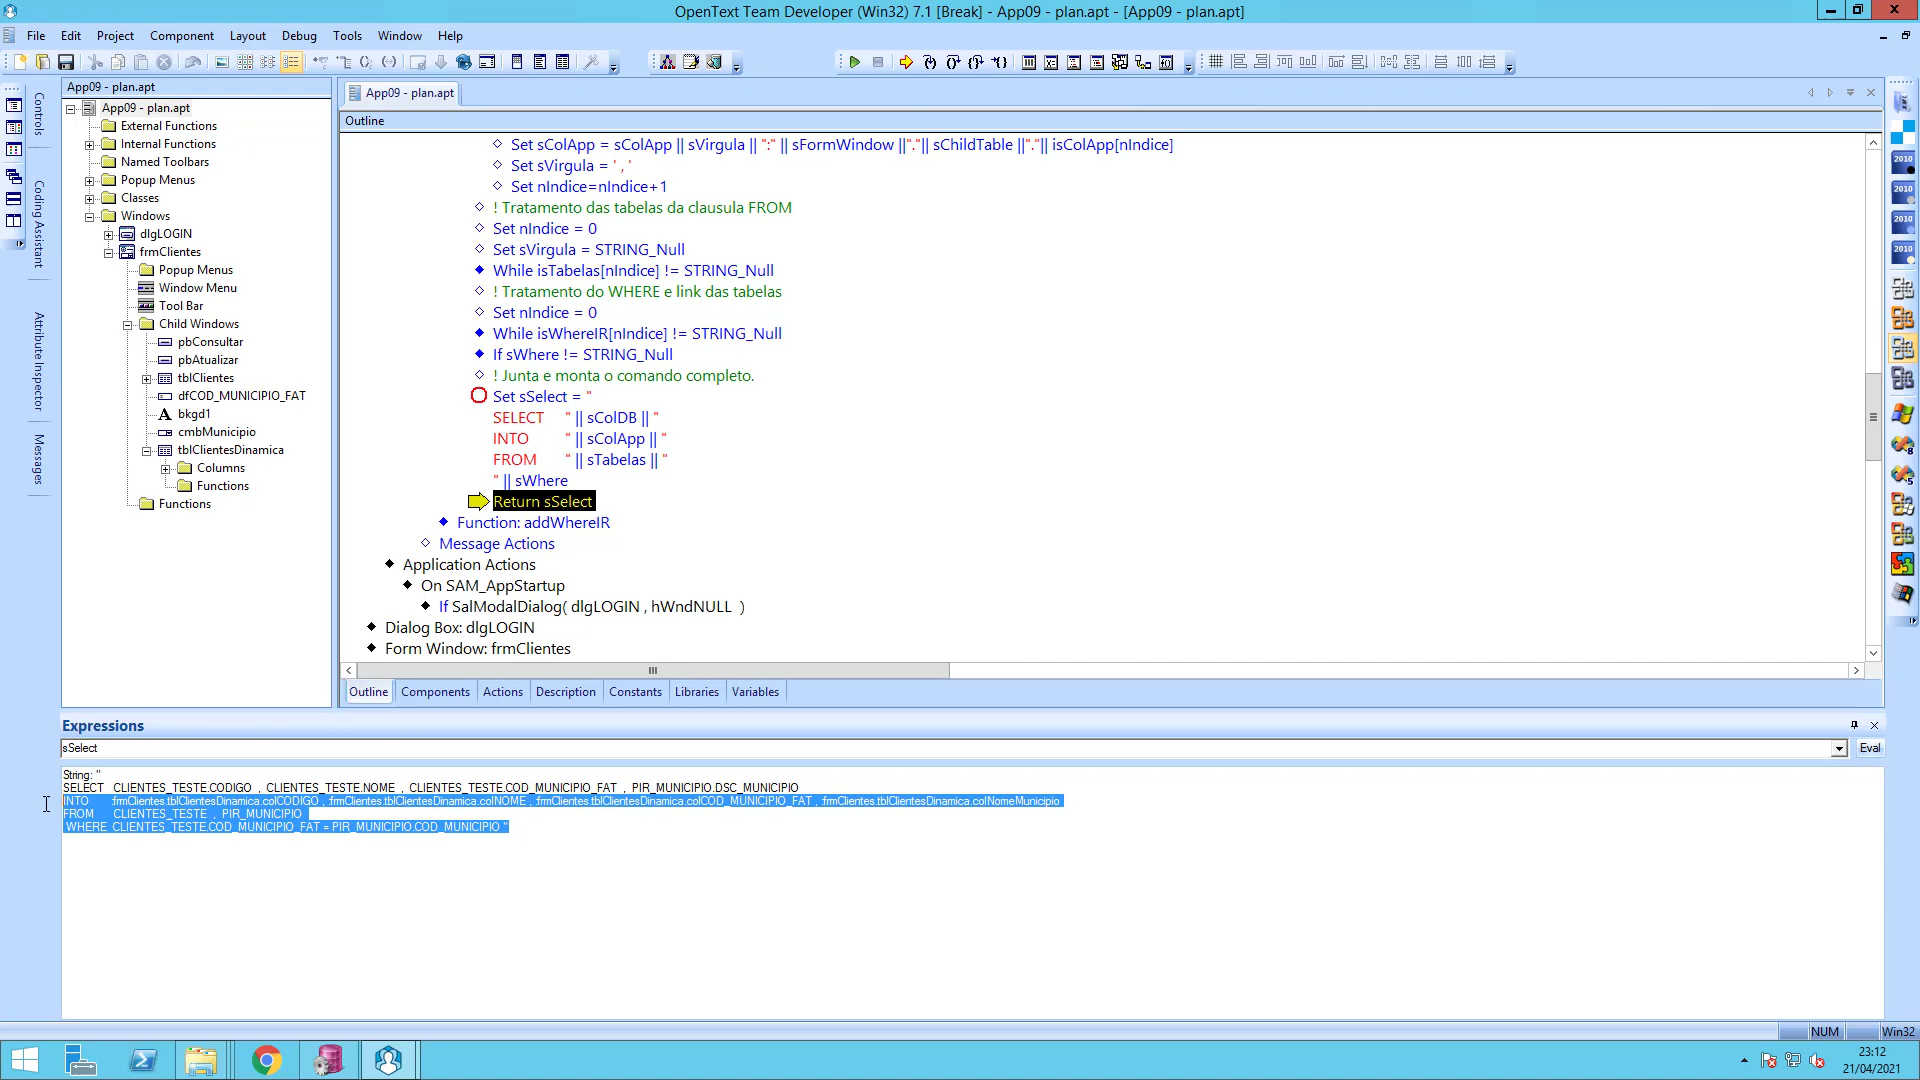 OpenText Team Developer (Win32) 7.1 [Break] - App09 - plan.apt - [App09 - plan.apt]
File Edit Project Component Layout Debug Tools Window Help
App09 - plan.apt
App09 - plan.apt
External Functions
Internal Functions
Named Toolbars
Popup Menus
Classes
Windows
dlgLOGIN
frmClientes
Popup Menus
Window Menu
Tool Bar
Child Windows
pbConsultar
pbAtualizar
tblClientes
dfCOD_MUNICIPIO_FAT
bkgd1
cmbMunicipio
tblClientesDinamica
Columns
Functions
Functions
Controls
Coding Assistant
Attribute Inspector
Messages
App09 - plan.apt
Outline
Set sColApp = sColApp || sVirgula || ":" || sFormWindow ||"."|| sChildTable ||"."|| isColApp[nIndice]
Set sVirgula = ' , '
Set nIndice=nIndice+1
! Tratamento das tabelas da clausula FROM
Set nIndice = 0
Set sVirgula = STRING_Null
While isTabelas[nIndice] != STRING_Null
! Tratamento do WHERE e link das tabelas
Set nIndice = 0
While isWhereIR[nIndice] != STRING_Null
If sWhere != STRING_Null
! Junta e monta o comando completo.
Set sSelect = "
SELECT " || sColDB || "
INTO " || sColApp || "
FROM " || sTabelas || "
" || sWhere
Return sSelect
Function: addWhereIR
Message Actions
Application Actions
On SAM_AppStartup
If SalModalDialog( dlgLOGIN , hWndNULL )
Dialog Box: dlgLOGIN
Form Window: frmClientes
Outline Components Actions Description Constants Libraries Variables
2010
2010
2010
2010
Expressions
sSelect
Eval
String: "
SELECT CLIENTES_TESTE.CODIGO , CLIENTES_TESTE.NOME , CLIENTES_TESTE.COD_MUNICIPIO_FAT , PIR_MUNICIPIO.DSC_MUNICIPIO
INTO :frmClientes.tblClientesDinamica.colCODIGO , :frmClientes.tblClientesDinamica.colNOME , :frmClientes.tblClientesDinamica.colCOD_MUNICIPIO_FAT , :frmClientes.tblClientesDinamica.colNomeMunicipio
FROM CLIENTES_TESTE , PIR_MUNICIPIO
WHERE CLIENTES_TESTE.COD_MUNICIPIO_FAT = PIR_MUNICIPIO.COD_MUNICIPIO "
NUM Win32
23:12
21/04/2021